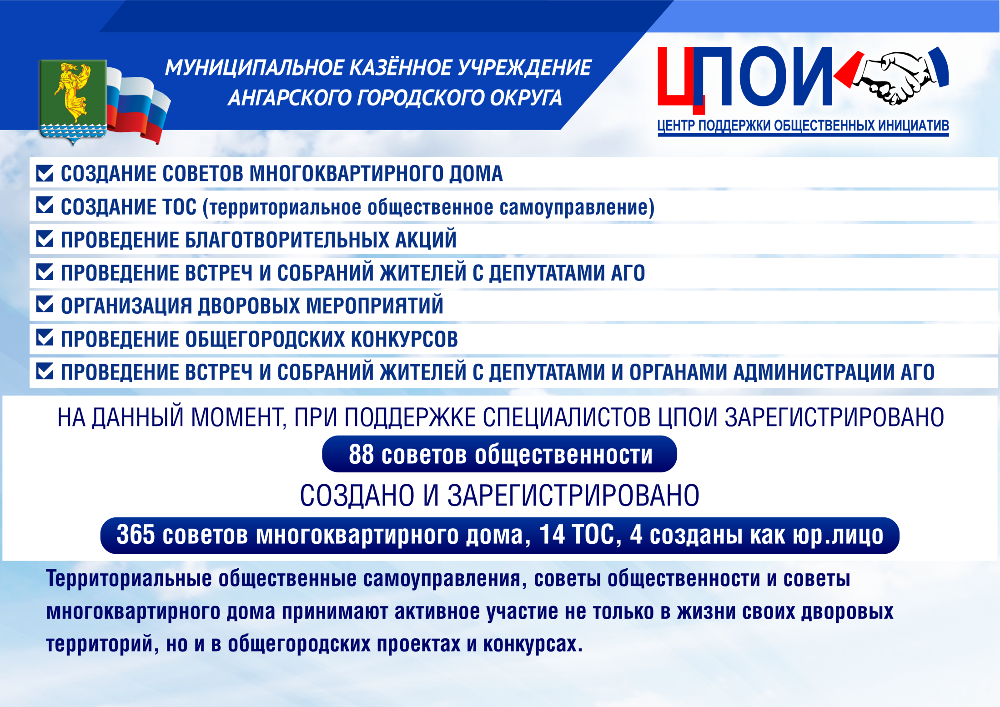 МУНИЦИПАЛЬНОЕ КАЗЁННОЕ УЧРЕЖДЕНИЕ
АНГАРСКОГО ГОРОДСКОГО ОКРУГА
ЦПОИ
ЦЕНТР ПОДДЕРЖКИ ОБЩЕСТВЕННЫХ ИНИЦИАТИВ
СОЗДАНИЕ СОВЕТОВ МНОГОКВАРТИРНОГО ДОМА
СОЗДАНИЕ ТОС (территориальное общественное самоуправление)
ПРОВЕДЕНИЕ БЛАГОТВОРИТЕЛЬНЫХ АКЦИЙ
ПРОВЕДЕНИЕ ВСТРЕЧ И СОБРАНИЙ ЖИТЕЛЕЙ С ДЕПУТАТАМИ АГО
ОРГАНИЗАЦИЯ ДВОРОВЫХ МЕРОПРИЯТИЙ
ПРОВЕДЕНИЕ ОБЩЕГОРОДСКИХ КОНКУРСОВ
ПРОВЕДЕНИЕ ВСТРЕЧ И СОБРАНИЙ ЖИТЕЛЕЙ С ДЕПУТАТАМИ И ОРГАНАМИ АДМИНИСТРАЦИИ АГО
НА ДАННЫЙ МОМЕНТ, ПРИ ПОДДЕРЖКЕ СПЕЦИАЛИСТОВ ЦПОИ ЗАРЕГИСТРИРОВАНО
88 советов общественности
СОЗДАНО И ЗАРЕГИСТРИРОВАНО
365 советов многоквартирного дома, 14 ТОС, 4 созданы как юр.лицо
Территориальные общественные самоуправления, советы общественности и советы
многоквартирного дома принимают активное участие не только в жизни своих дворовых
территорий, но и в общегородских проектах и конкурсах.